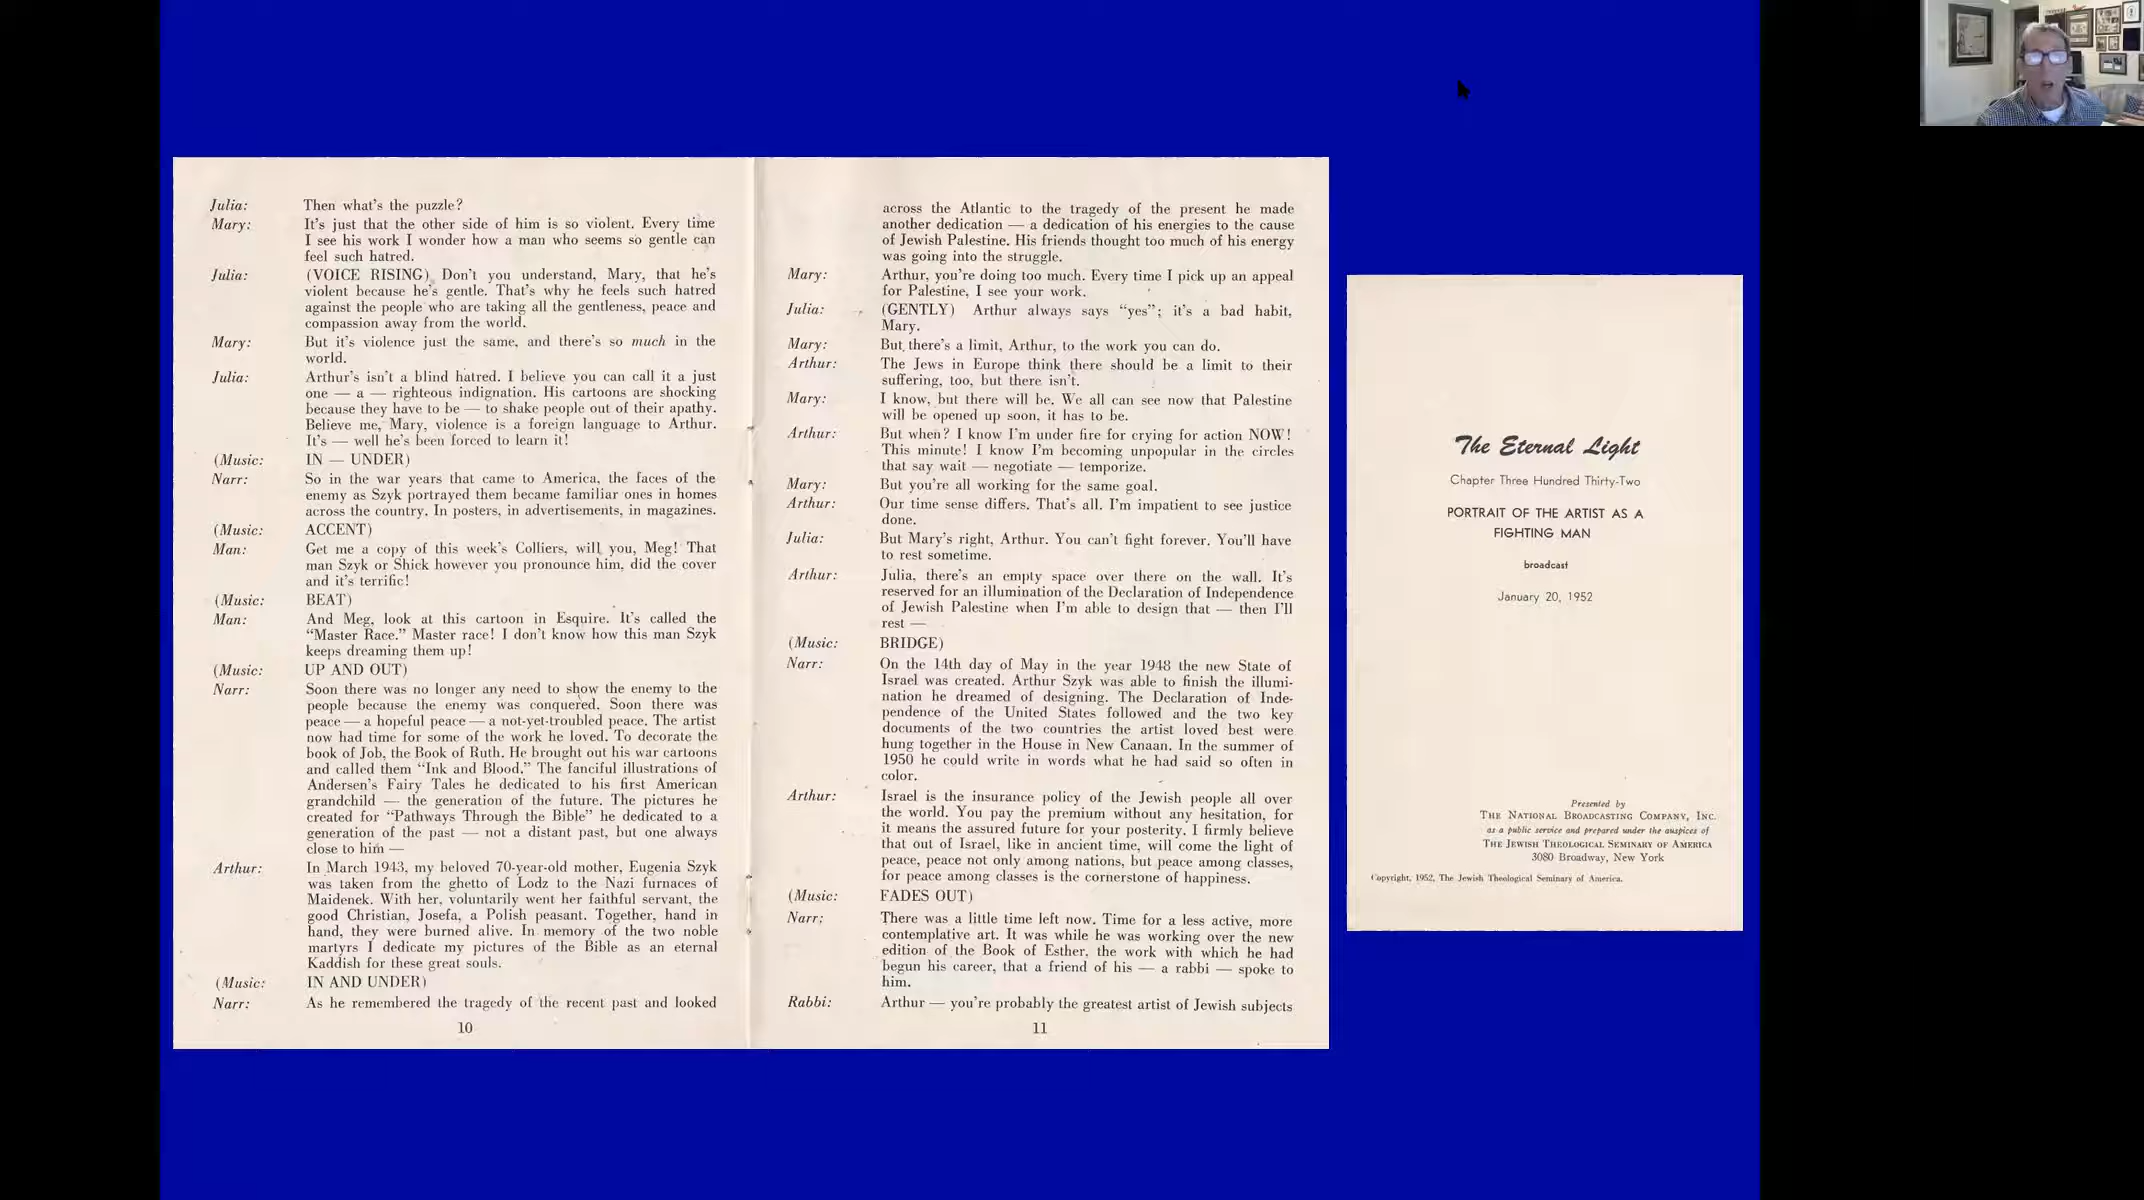 Julia: Then what's the puzzle?
Mary: It's just that the other side of him is so violent. Every time
I see his work I wonder how a man who seems so gentle can
feel such hatred.
Julia: (VOICE RISING) Don't you understand, Mary, that he's
violent because he's gentle. That's why he feels such hatred
against the people who are taking all the gentleness, peace and
compassion away from the world.
Mary: But it's violence just the same, and there's so much in the
world.
Julia: Arthur's isn't a blind hatred. I believe you can call it a just
one — a — righteous indignation. His cartoons are shocking
because they have to be — to shake people out of their apathy.
Believe me, Mary, violence is a foreign language to Arthur.
It's — well he's been forced to learn it!
(Music: IN — UNDER)
Narr: So in the war years that came to America, the faces of the
enemy as Szyk portrayed them became familiar ones in homes
across the country. In posters, in advertisements, in magazines.
(Music: ACCENT)
Man: Get me a copy of this week's Colliers, will you, Meg! That
man Szyk or Shick however you pronounce him, did the cover
and it's terrific!
(Music: BEAT)
Man: And Meg, look at this cartoon in Esquire. It's called the
"Master Race." Master race! I don't know how this man Szyk
keeps dreaming them up!
(Music: UP AND OUT)
Narr: Soon there was no longer any need to show the enemy to the
people because the enemy was conquered. Soon there was
peace — a hopeful peace — a not-yet-troubled peace. The artist
now had time for some of the work he loved. To decorate the
book of Job, the Book of Ruth. He brought out his war cartoons
and called them "Ink and Blood." The fanciful illustrations of
Andersen's Fairy Tales he dedicated to his first American
grandchild — the generation of the future. The pictures he
created for "Pathways Through the Bible" he dedicated to a
generation of the past — not a distant past, but one always
close to him —
Arthur: In March 1943, my beloved 70-year-old mother, Eugenia Szyk
was taken from the ghetto of Lodz to the Nazi furnaces of
Maidenek. With her, voluntarily went her faithful servant, the
good Christian, Josefa, a Polish peasant. Together, hand in
hand, they were burned alive. In memory of the two noble
martyrs I dedicate my pictures of the Bible as an eternal
Kaddish for these great souls.
(Music: IN AND UNDER)
Narr: As he remembered the tragedy of the recent past and looked
10
across the Atlantic to the tragedy of the present he made
another dedication — a dedication of his energies to the cause
of Jewish Palestine. His friends thought too much of his energy
was going into the struggle.
Mary: Arthur, you're doing too much. Every time I pick up an appeal
for Palestine, I see your work.
Julia: (GENTLY) Arthur always says "yes"; it's a bad habit,
Mary.
Mary: But there's a limit, Arthur, to the work you can do.
Arthur: The Jews in Europe think there should be a limit to their
suffering, too, but there isn't.
Mary: I know, but there will be. We all can see now that Palestine
will be opened up soon, it has to be.
Arthur: But when? I know I'm under fire for crying for action NOW!
This minute! I know I'm becoming unpopular in the circles
that say wait — negotiate — temporize.
Mary: But you're all working for the same goal.
Arthur: Our time sense differs. That's all. I'm impatient to see justice
done.
Julia: But Mary's right, Arthur. You can't fight forever. You'll have
to rest sometime.
Arthur: Julia, there's an empty space over there on the wall. It's
reserved for an illumination of the Declaration of Independence
of Jewish Palestine when I'm able to design that — then I'll
rest —
(Music: BRIDGE)
Narr: On the 14th day of May in the year 1948 the new State of
Israel was created. Arthur Szyk was able to finish the illumi-
nation he dreamed of designing. The Declaration of Inde-
pendence of the United States followed and the two key
documents of the two countries the artist loved best were
hung together in the House in New Canaan. In the summer of
1950 he could write in words what he had said so often in
color.
Arthur: Israel is the insurance policy of the Jewish people all over
the world. You pay the premium without any hesitation, for
it means the assured future for your posterity. I firmly believe
that out of Israel, like in ancient time, will come the light of
peace, peace not only among nations, but peace among classes,
for peace among classes is the cornerstone of happiness.
(Music: FADES OUT)
Narr: There was a little time left now. Time for a less active, more
contemplative art. It was while he was working over the new
edition of the Book of Esther, the work with which he had
begun his career, that a friend of his — a rabbi — spoke to
him.
Rabbi: Arthur — you're probably the greatest artist of Jewish subjects
11
The Eternal Light
Chapter Three Hundred Thirty-Two
PORTRAIT OF THE ARTIST AS A
FIGHTING MAN
broadcast
January 20, 1952
Presented by
THE NATIONAL BROADCASTING COMPANY, INC.
as a public service and prepared under the auspices of
THE JEWISH THEOLOGICAL SEMINARY OF AMERICA
3080 Broadway, New York
Copyright, 1952, The Jewish Theological Seminary of America.